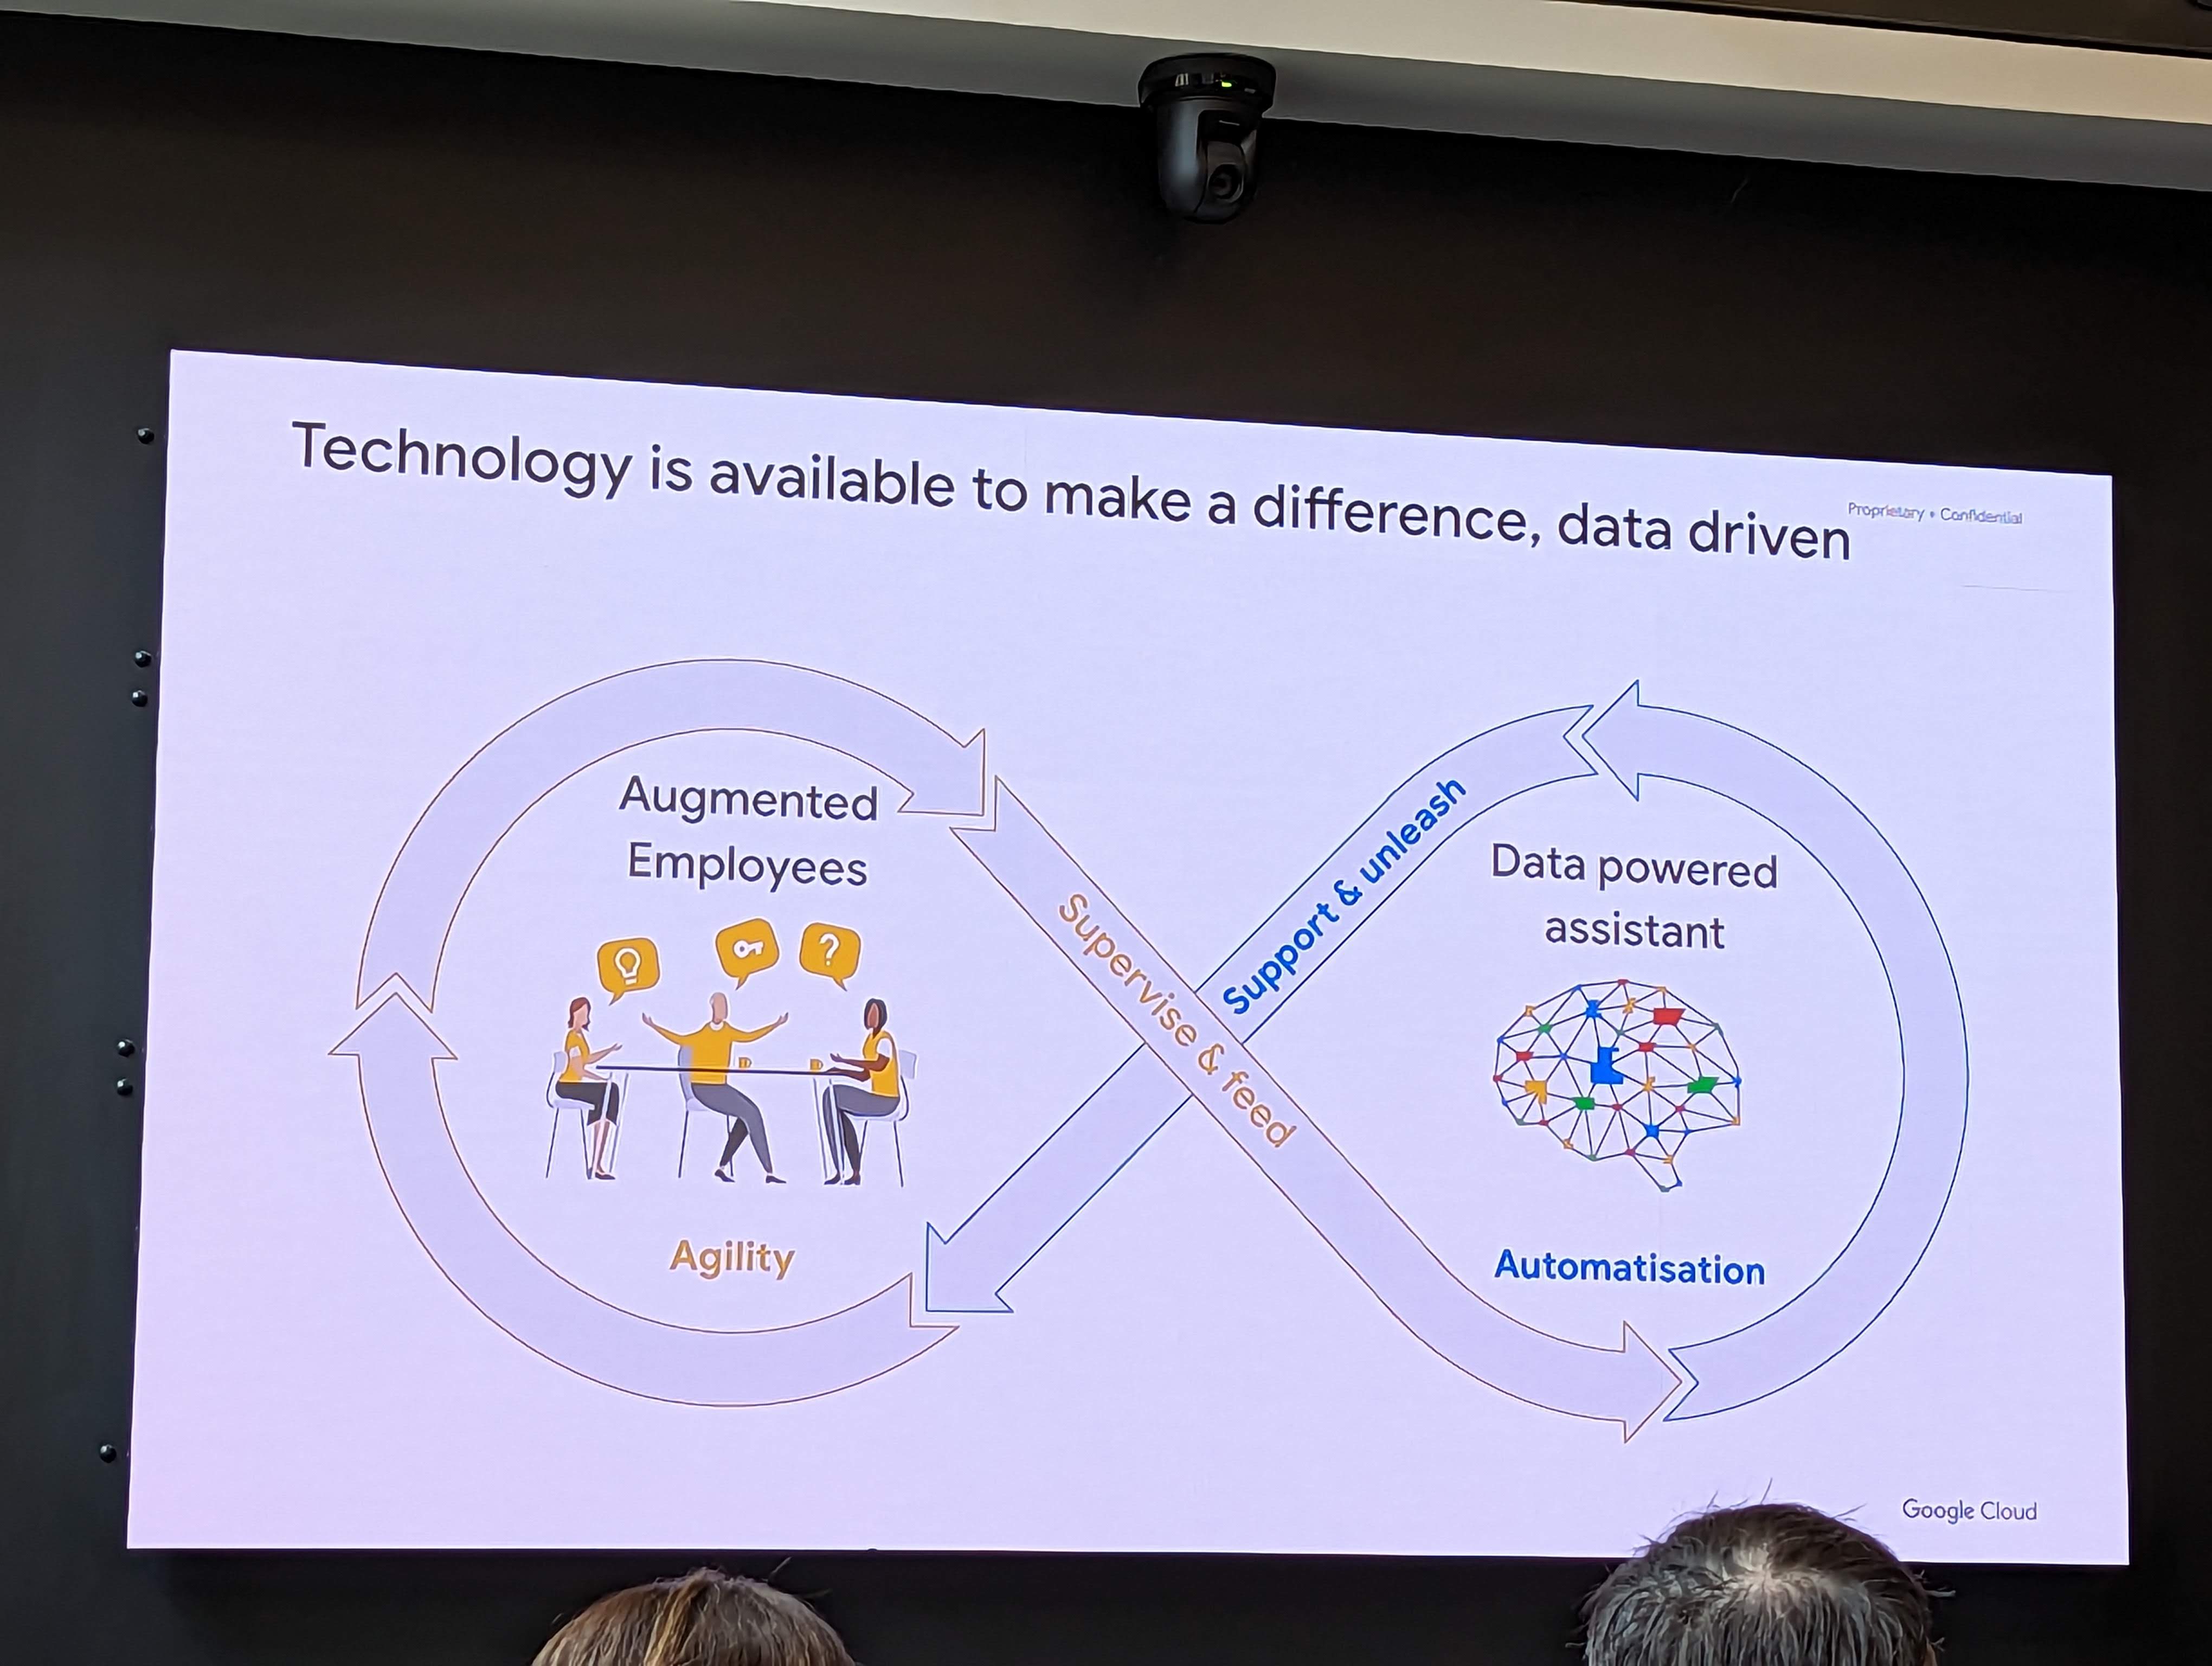 Technology is available to make a difference, data driven
Proprietary + Confidential
Augmented
Employees
Agility
Supervise & feed
Support & unleash
Data powered
assistant
Automatisation
Google Cloud